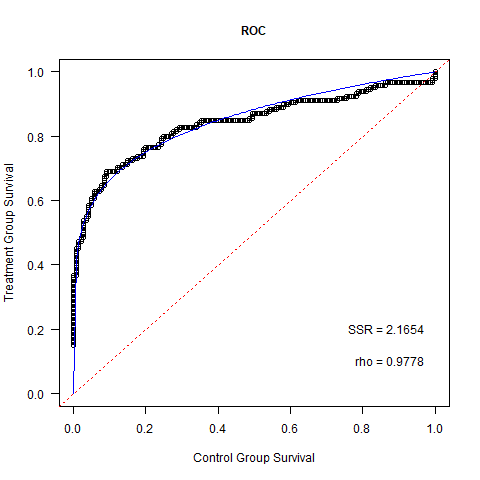 ROC
Treatment Group Survival
1.0
0.8
0.6
0.4
0.2
0.0
SSR = 2.1654
rho = 0.9778
0.0 0.2 0.4 0.6 0.8 1.0
Control Group Survival